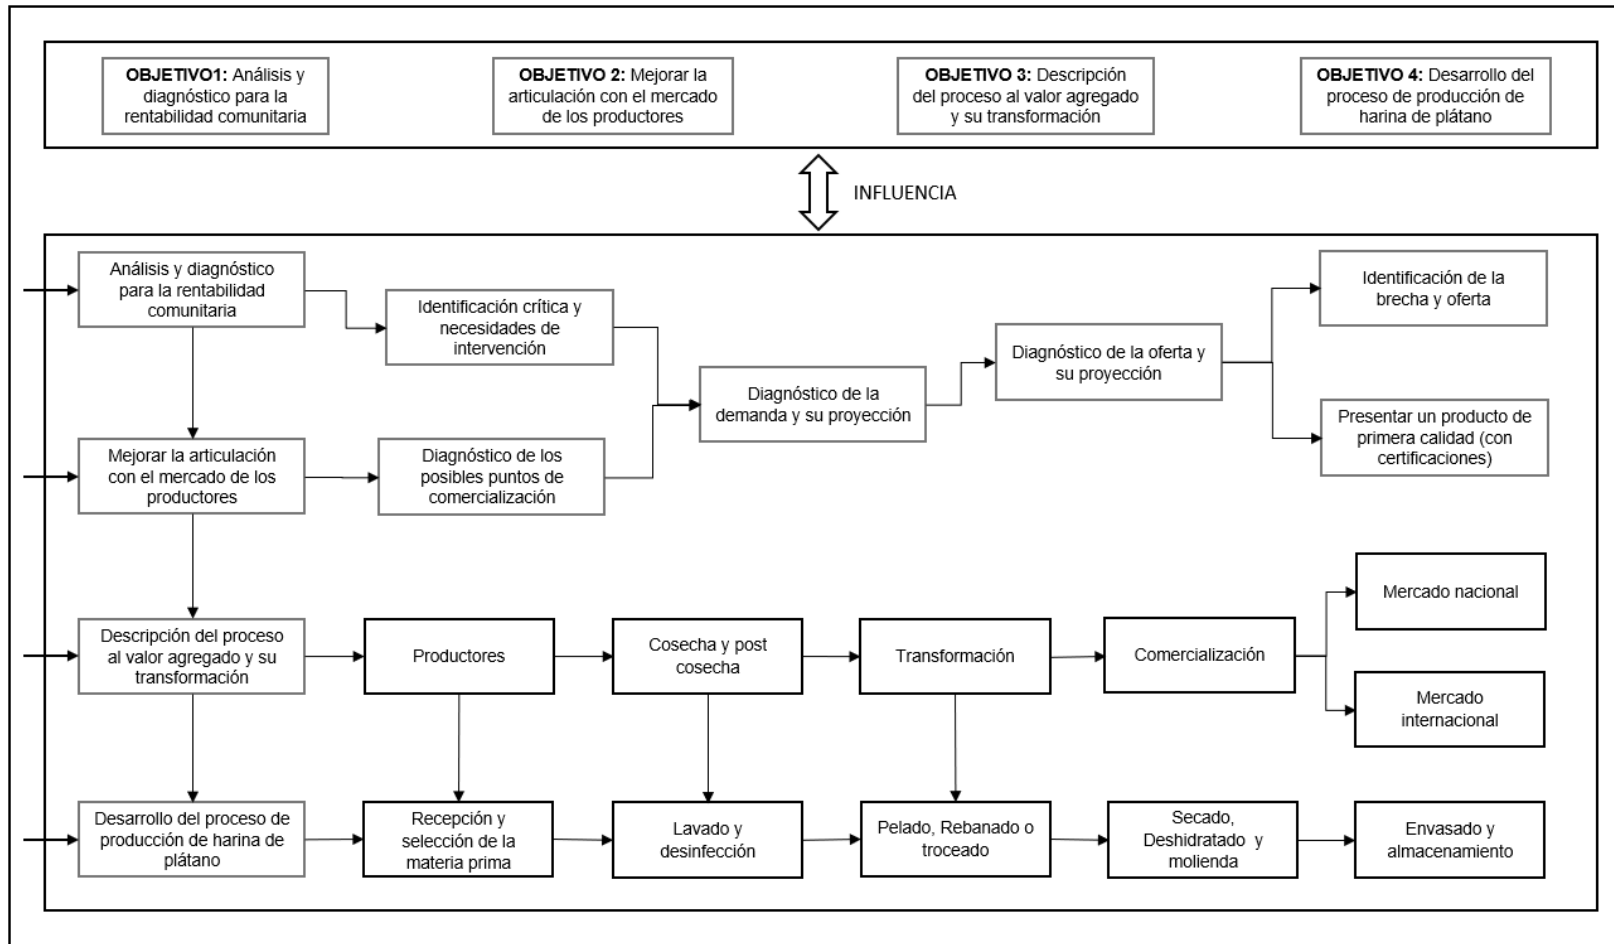 OBJETIVO1: Análisis y
diagnóstico para la
rentabilidad comunitaria
OBJETIVO 2: Mejorar la
articulación con el mercado
de los productores
OBJETIVO 3: Descripción
del proceso al valor agregado
y su transformación
OBJETIVO 4: Desarrollo del
proceso de producción de
harina de plátano
INFLUENCIA
Análisis y diagnóstico
para la rentabilidad
comunitaria
Identificación crítica y
necesidades de
intervención
Diagnóstico de la
demanda y su proyección
Diagnóstico de la oferta y
su proyección
Identificación de la
brecha y oferta
Presentar un producto de
primera calidad (con
certificaciones)
Mejorar la articulación
con el mercado de los
productores
Diagnóstico de los
posibles puntos de
comercialización
Descripción del proceso
al valor agregado y su
transformación
Productores
Cosecha y post
cosecha
Transformación
Comercialización
Mercado nacional
Mercado
internacional
Desarrollo del proceso de
producción de harina de
plátano
Recepción y
selección de la
materia prima
Lavado y
desinfección
Pelado, Rebanado o
troceado
Secado,
Deshidratado y
molienda
Envasado y
almacenamiento